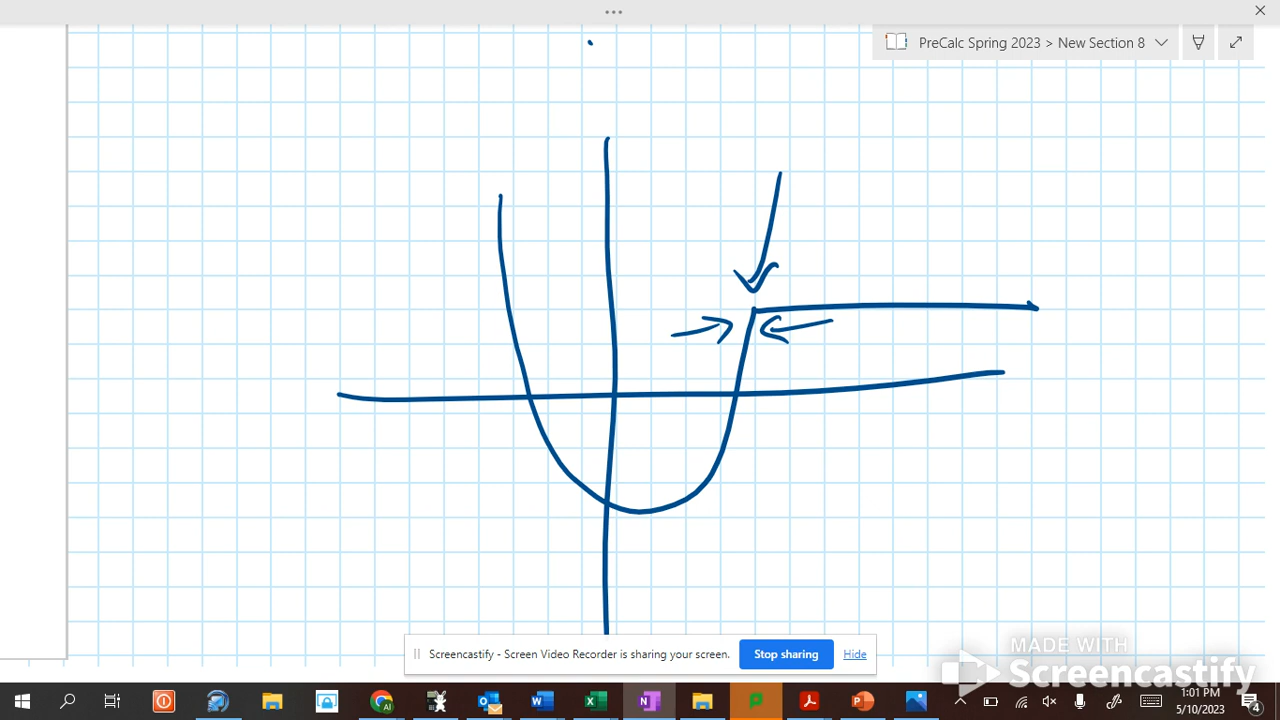 PreCalc Spring 2023 > New Section 8
Screencastify - Screen Video Recorder is sharing your screen.
Stop sharing
Hide
MADE WITH
Screencastify
1:01 PM
5/10/2023
4